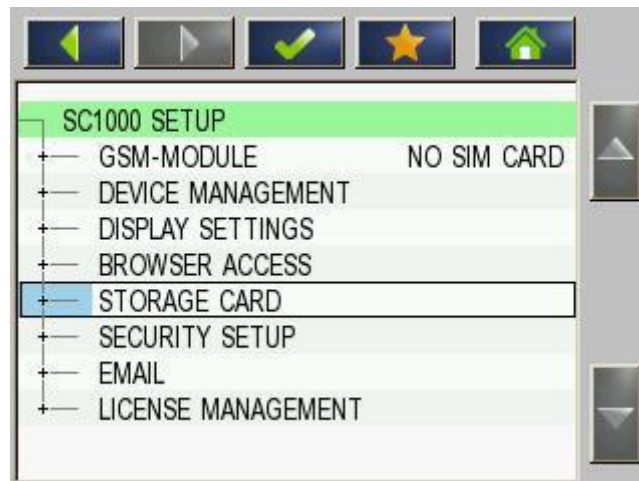 SC1000 SETUP
GSM-MODULE NO SIM CARD
DEVICE MANAGEMENT
DISPLAY SETTINGS
BROWSER ACCESS
STORAGE CARD
SECURITY SETUP
EMAIL
LICENSE MANAGEMENT